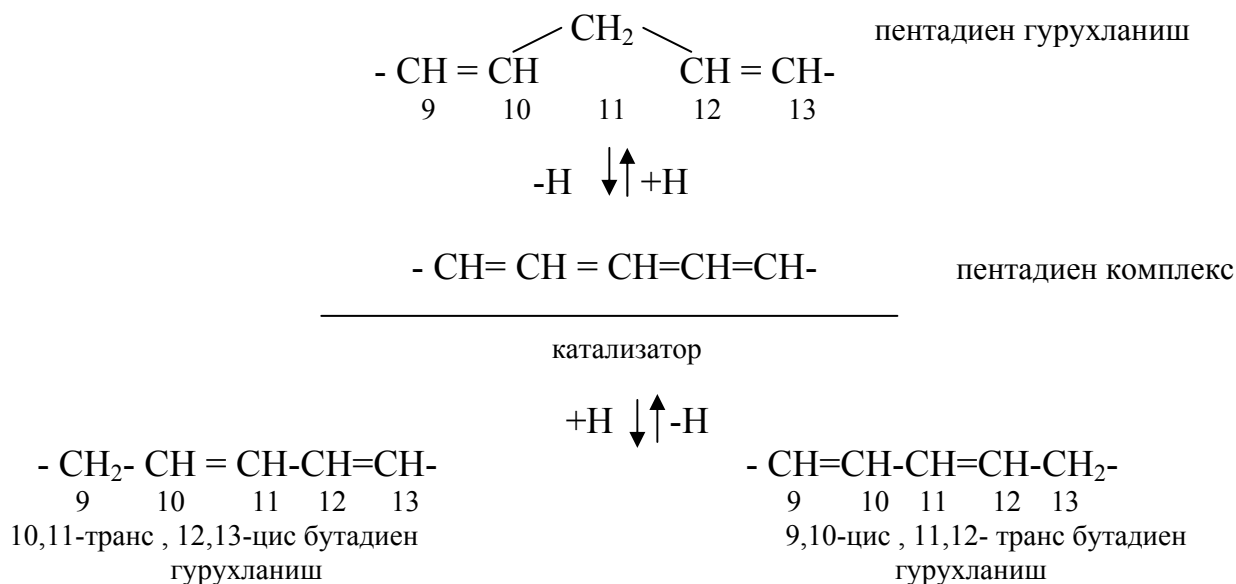 CH₂ пентадиен гурухланиш
- CH = CH CH = CH-
9 10 11 12 13
-H +H
- CH= CH = CH=CH=CH- пентадиен комплекс
катализатор
+H -H
- CH₂- CH = CH-CH=CH- - CH=CH-CH=CH-CH₂-
9 10 11 12 13 9 10 11 12 13
10,11-транс , 12,13-цис бутадиен 9,10-цис , 11,12- транс бутадиен
гурухланиш гурухланиш